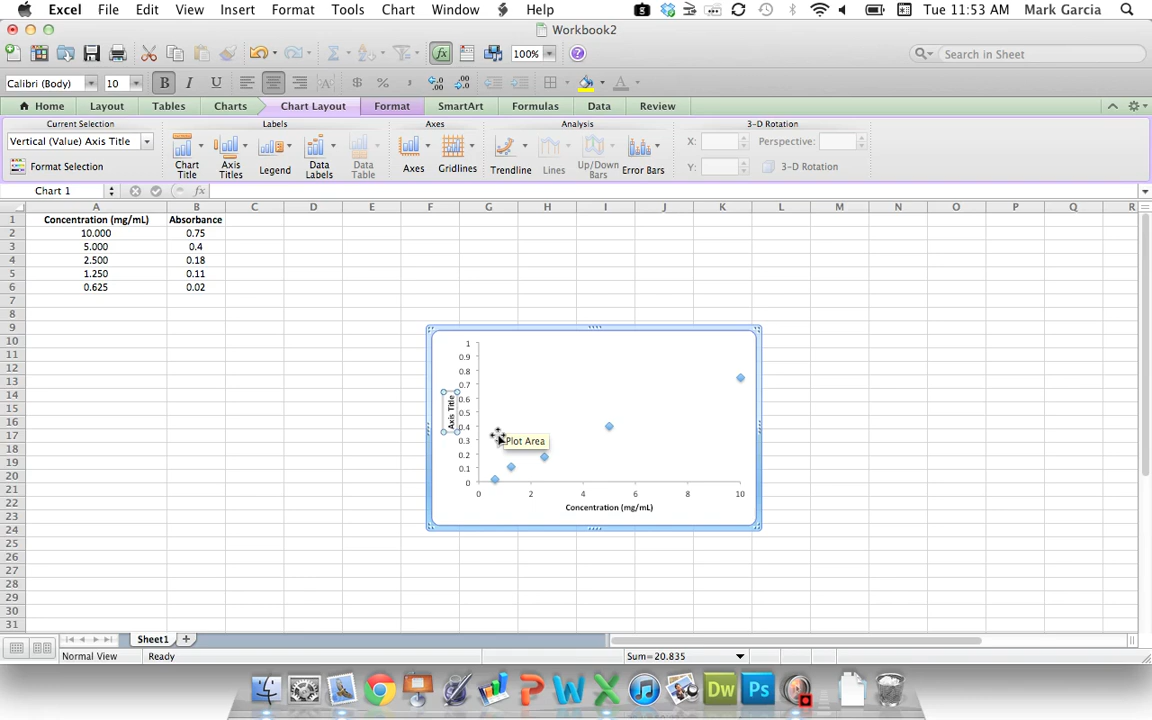 Excel File Edit View Insert Format Tools Chart Window Help Tue 11:53 AM Mark Garcia
Workbook2
100% Search in Sheet
Calibri (Body) 10 B I U
Home Layout Tables Charts Chart Layout Format SmartArt Formulas Data Review
Current Selection Labels Axes Analysis 3-D Rotation
Vertical (Value) Axis Title X: Perspective:
Format Selection Chart Title Axis Titles Legend Data Labels Data Table Axes Gridlines Trendline Lines Up/Down Bars Error Bars Y: 3-D Rotation
Chart 1 fx
A B C D E F G H I J K L M N O P Q R
1 Concentration (mg/mL) Absorbance
2 10.000 0.75
3 5.000 0.4
4 2.500 0.18
5 1.250 0.11
6 0.625 0.02
7
8
9
10
11
12
13
14
15
16
17
18
19
20
21
22
23
24
25
26
27
28
29
30
31
1
0.9
0.8
0.7
0.6
0.5
0.4
0.3
0.2
0.1
0
Axis Title
Plot Area
0 2 4 6 8 10
Concentration (mg/mL)
Sheet1
Normal View Ready Sum=20.835
Dw Ps